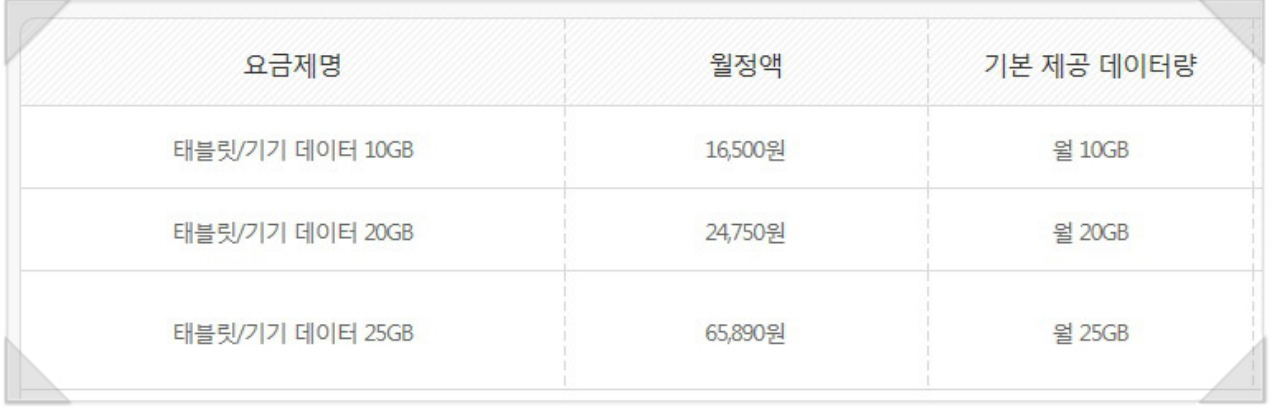 요금제명 월정액 기본 제공 데이터량
태블릿/기기 데이터 10GB 16,500원 월 10GB
태블릿/기기 데이터 20GB 24,750원 월 20GB
태블릿/기기 데이터 25GB 65,890원 월 25GB